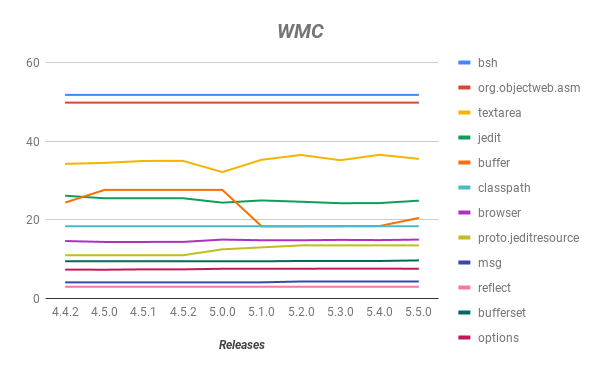 WMC
60
40
20
0
4.4.2 4.5.0 4.5.1 4.5.2 5.0.0 5.1.0 5.2.0 5.3.0 5.4.0 5.5.0
Releases
bsh
org.objectweb.asm
textarea
jedit
buffer
classpath
browser
proto.jeditresource
msg
reflect
bufferset
options